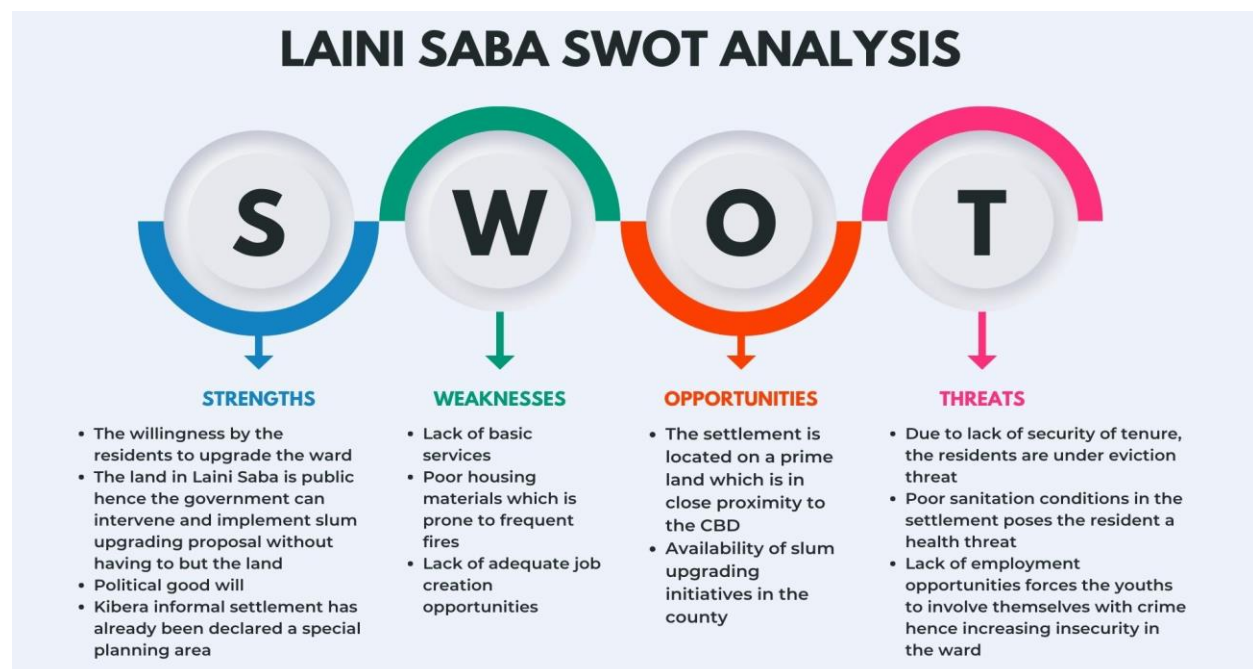 LAINI SABA SWOT ANALYSIS
S
W
O
T
STRENGTHS
• The willingness by the
residents to upgrade the ward
• The land in Laini Saba is public
hence the government can
intervene and implement slum
upgrading proposal without
having to but the land
• Political good will
• Kibera informal settlement has
already been declared a special
planning area
WEAKNESSES
• Lack of basic
services
• Poor housing
materials which is
prone to frequent
fires
• Lack of adequate job
creation
opportunities
OPPORTUNITIES
• The settlement is
located on a prime
land which is in
close proximity to
the CBD
• Availability of slum
upgrading
initiatives in the
county
THREATS
• Due to lack of security of tenure,
the residents are under eviction
threat
• Poor sanitation conditions in the
settlement poses the resident a
health threat
• Lack of employment
opportunities forces the youths
to involve themselves with crime
hence increasing insecurity in
the ward